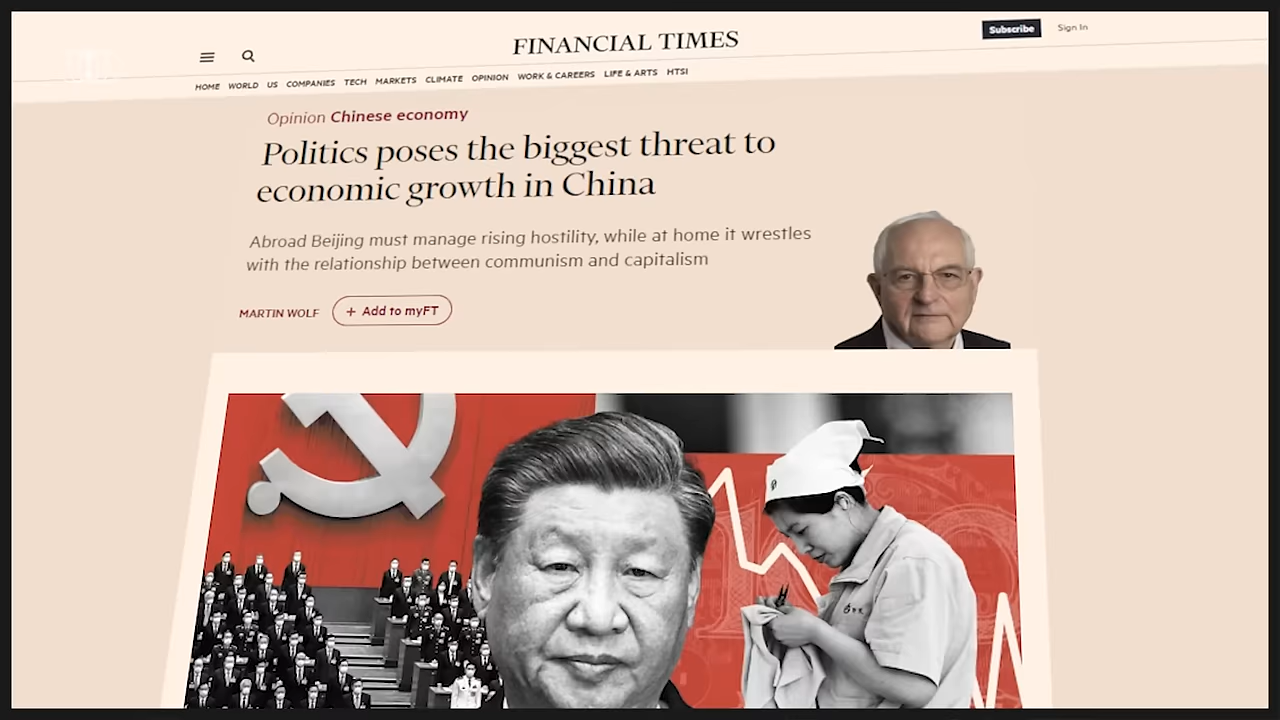 FINANCIAL TIMES
Subscribe
Sign In
HOME WORLD US COMPANIES TECH MARKETS CLIMATE OPINION WORK & CAREERS LIFE & ARTS HTSI
Opinion Chinese economy
Politics poses the biggest threat to
economic growth in China
Abroad Beijing must manage rising hostility, while at home it wrestles
with the relationship between communism and capitalism
MARTIN WOLF
+ Add to myFT